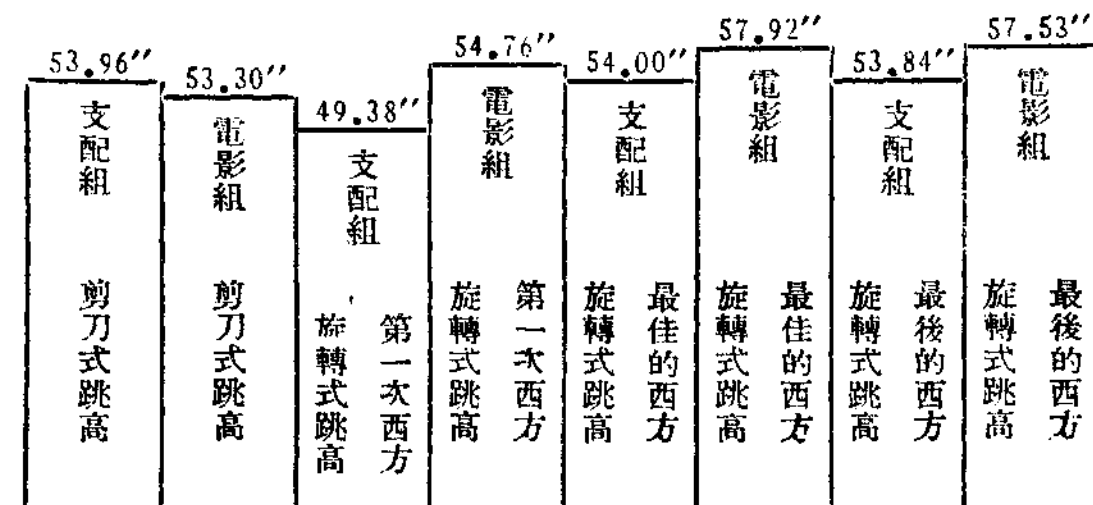 53.96″
支配組
剪刀式跳高
53.30″
電影組
剪刀式跳高
49.38″
支配組
第一次西方
旋轉式跳高
54.76″
電影組
第一次西方
旋轉式跳高
54.00″
支配組
最佳的西方
旋轉式跳高
57.92″
電影組
最佳的西方
旋轉式跳高
53.84″
支配組
最後的西方
旋轉式跳高
57.53″
電影組
最後的西方
旋轉式跳高